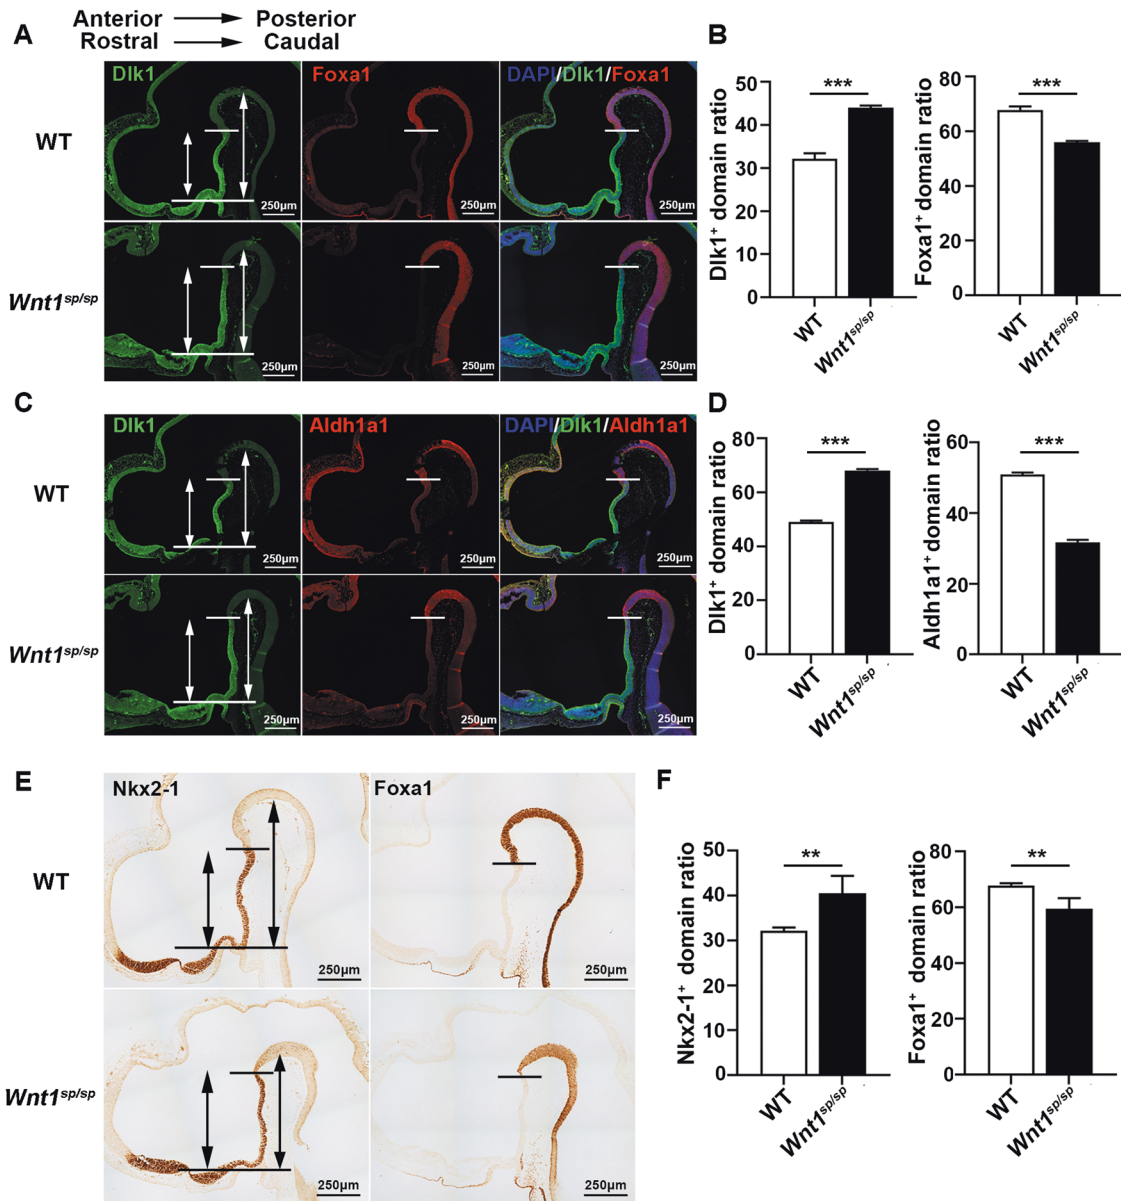 Anterior → Posterior
Rostral → Caudal
A
Dlk1
Foxa1
DAPI/Dlk1/Foxa1
WT
250μm
250μm
250μm
Wnt1sp/sp
250μm
250μm
250μm
B
Dlk1+ domain ratio
50
40
30
20
10
0
***
WT
Wnt1sp/sp
Foxa1+ domain ratio
80
60
40
20
0
***
WT
Wnt1sp/sp
C
Dlk1
Aldh1a1
DAPI/Dlk1/Aldh1a1
WT
250μm
250μm
250μm
Wnt1sp/sp
250μm
250μm
250μm
D
Dlk1+ domain ratio
80
60
40
20
0
***
WT
Wnt1sp/sp
Aldh1a1+ domain ratio
60
40
20
0
***
WT
Wnt1sp/sp
E
Nkx2-1
Foxa1
WT
250μm
250μm
Wnt1sp/sp
250μm
250μm
F
Nkx2-1+ domain ratio
50
40
30
20
10
0
**
WT
Wnt1sp/sp
Foxa1+ domain ratio
80
60
40
20
0
**
WT
Wnt1sp/sp